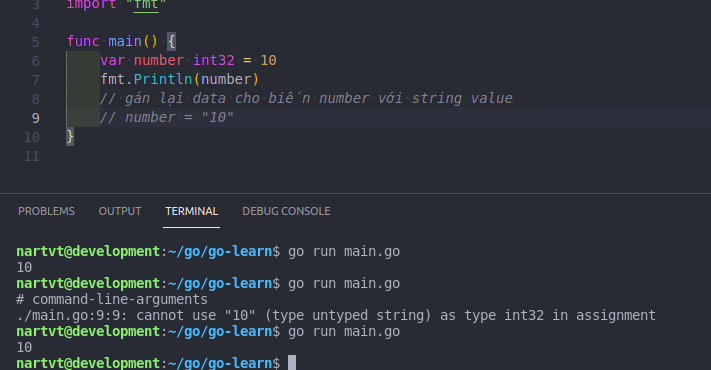 3 import "fmt"
4
5 func main() {
6 var number int32 = 10
7 fmt.Println(number)
8 // gán lại data cho biến number với string value
9 // number = "10"
10 }
11
PROBLEMS OUTPUT TERMINAL DEBUG CONSOLE
nartvt@development:~/go/go-learn$ go run main.go
10
nartvt@development:~/go/go-learn$ go run main.go
# command-line-arguments
./main.go:9:9: cannot use "10" (type untyped string) as type int32 in assignment
nartvt@development:~/go/go-learn$ go run main.go
10
nartvt@development:~/go/go-learn$